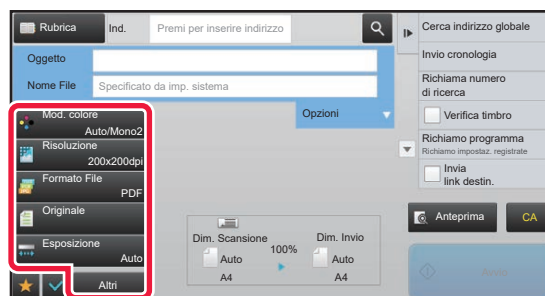 Rubrica
Ind.
Premi per inserire indirizzo
Oggetto
Nome File
Specificato da imp. sistema
Opzioni
Mod. colore
Auto/Mono2
Risoluzione
200x200dpi
Formato File
PDF
Originale
Esposizione
Auto
Altri
Dim. Scansione
100%
Dim. Invio
Auto
Auto
A4
A4
Cerca indirizzo globale
Invio cronologia
Richiama numero
di ricerca
Verifica timbro
Richiamo programma
Richiamo impostaz. registrate
Invia
link destin.
Anteprima
CA
Avvio